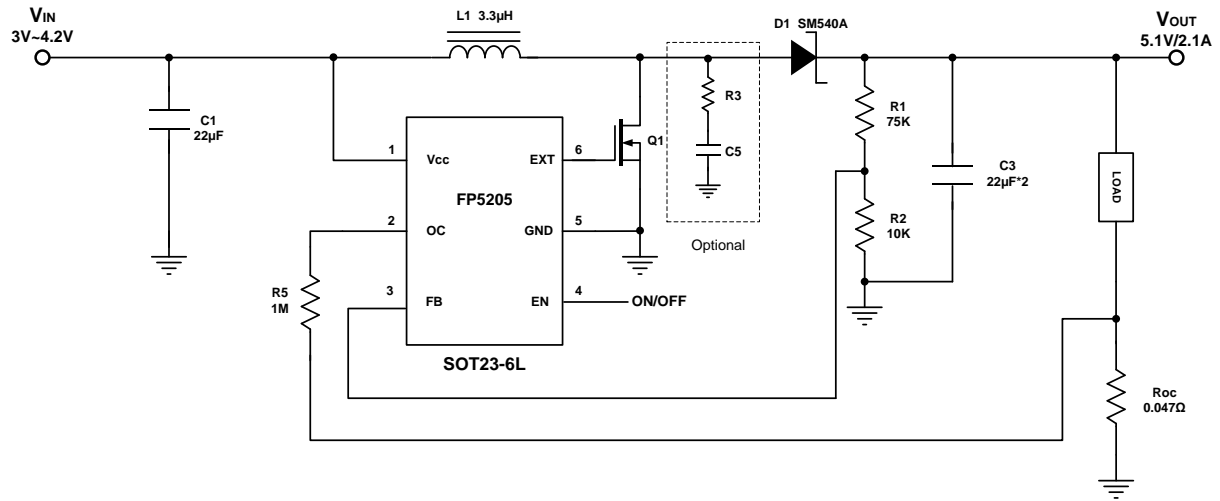 VIN
3V~4.2V
L1 3.3µH
D1 SM540A
VOUT
5.1V/2.1A
C1
22µF
R3
C5
Optional
R1
75K
R2
10K
C3
22µF*2
LOAD
1
Vcc
EXT
6
Q1
FP5205
2
OC
GND
5
3
FB
EN
4
ON/OFF
R5
1M
SOT23-6L
Roc
0.047Ω